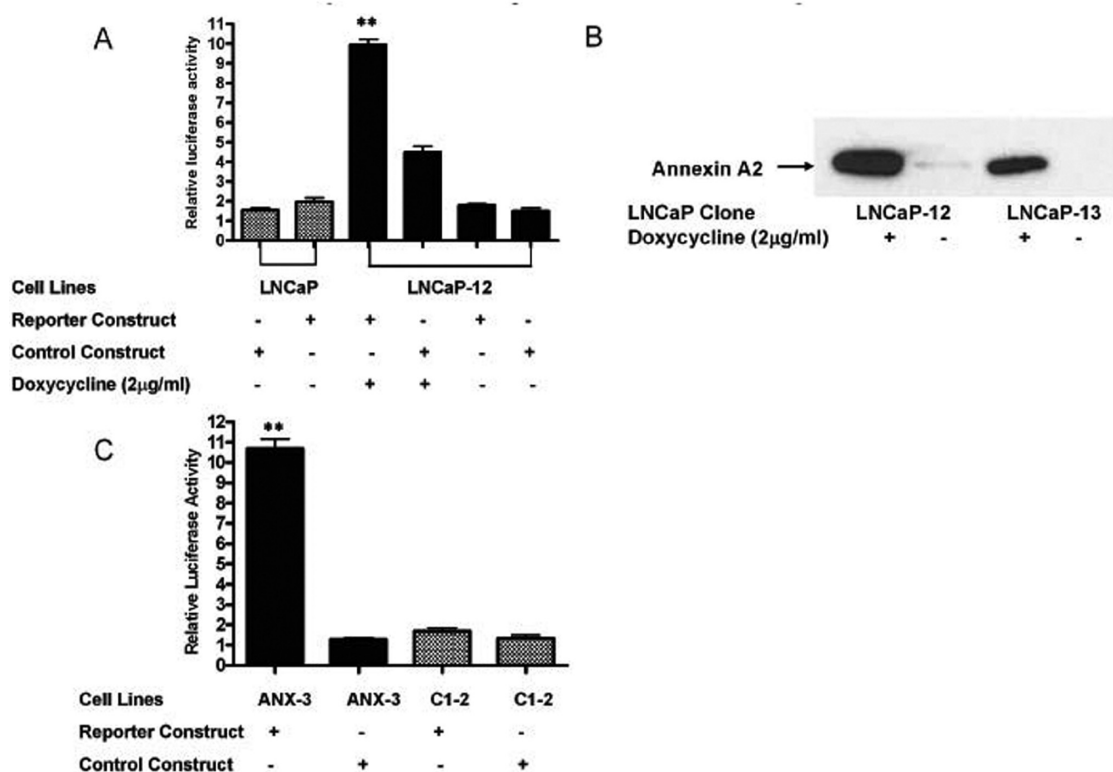 A
Relative luciferase activity
11
10
9
8
7
6
5
4
3
2
1
0
**
Cell Lines LNCaP LNCaP-12
Reporter Construct - + + - + -
Control Construct + - - + - +
Doxycycline (2μg/ml) - - + + - -
B
Annexin A2
LNCaP Clone LNCaP-12 LNCaP-13
Doxycycline (2μg/ml) + - + -
C
Relative Luciferase Activity
12
11
10
9
8
7
6
5
4
3
2
1
0
**
Cell Lines ANX-3 ANX-3 C1-2 C1-2
Reporter Construct + - + -
Control Construct - + - +